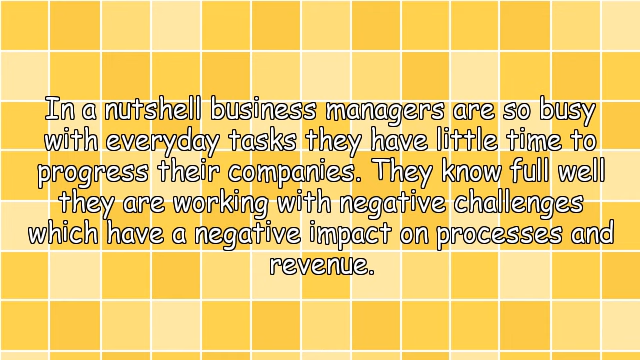 In a nutshell business managers are so busy
with everyday tasks they have little time to
progress their companies. They know full well
they are working with negative challenges
which have a negative impact on processes and
revenue.